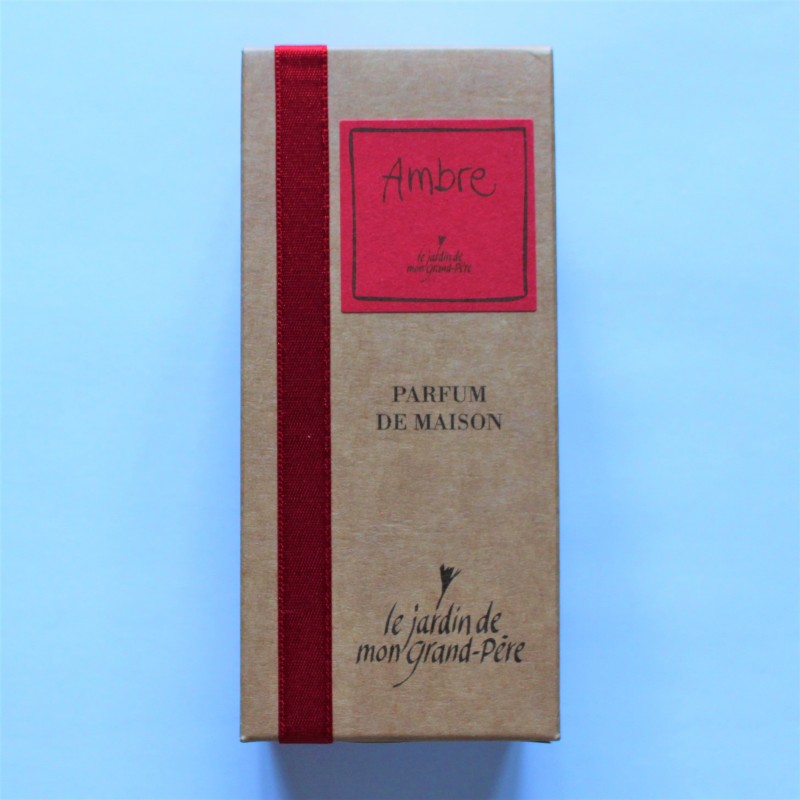 Ambre
le jardin de
mon Grand-Père
PARFUM
DE MAISON
le jardin de
mon Grand-Père